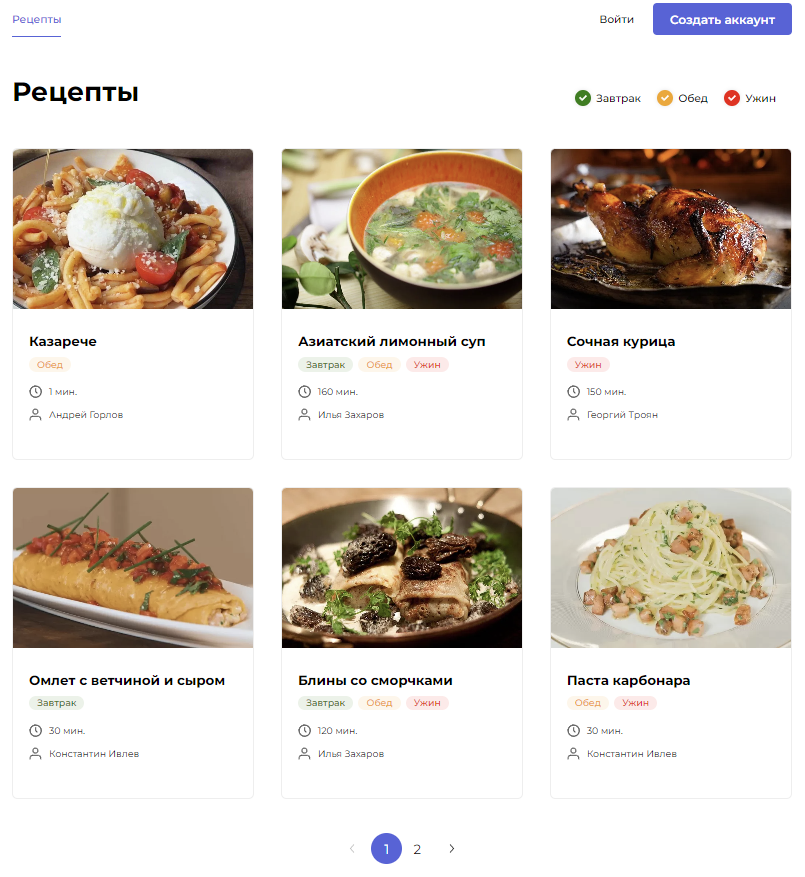 Рецепты
Войти
Создать аккаунт
Рецепты
Завтрак
Обед
Ужин
Казарече
Обед
1 мин.
Андрей Горлов
Азиатский лимонный суп
Завтрак Обед Ужин
160 мин.
Илья Захаров
Сочная курица
Ужин
150 мин.
Георгий Троян
Омлет с ветчиной и сыром
Завтрак
30 мин.
Константин Ивлев
Блины со сморчками
Завтрак Обед Ужин
120 мин.
Илья Захаров
Паста карбонара
Обед Ужин
30 мин.
Константин Ивлев
1 2